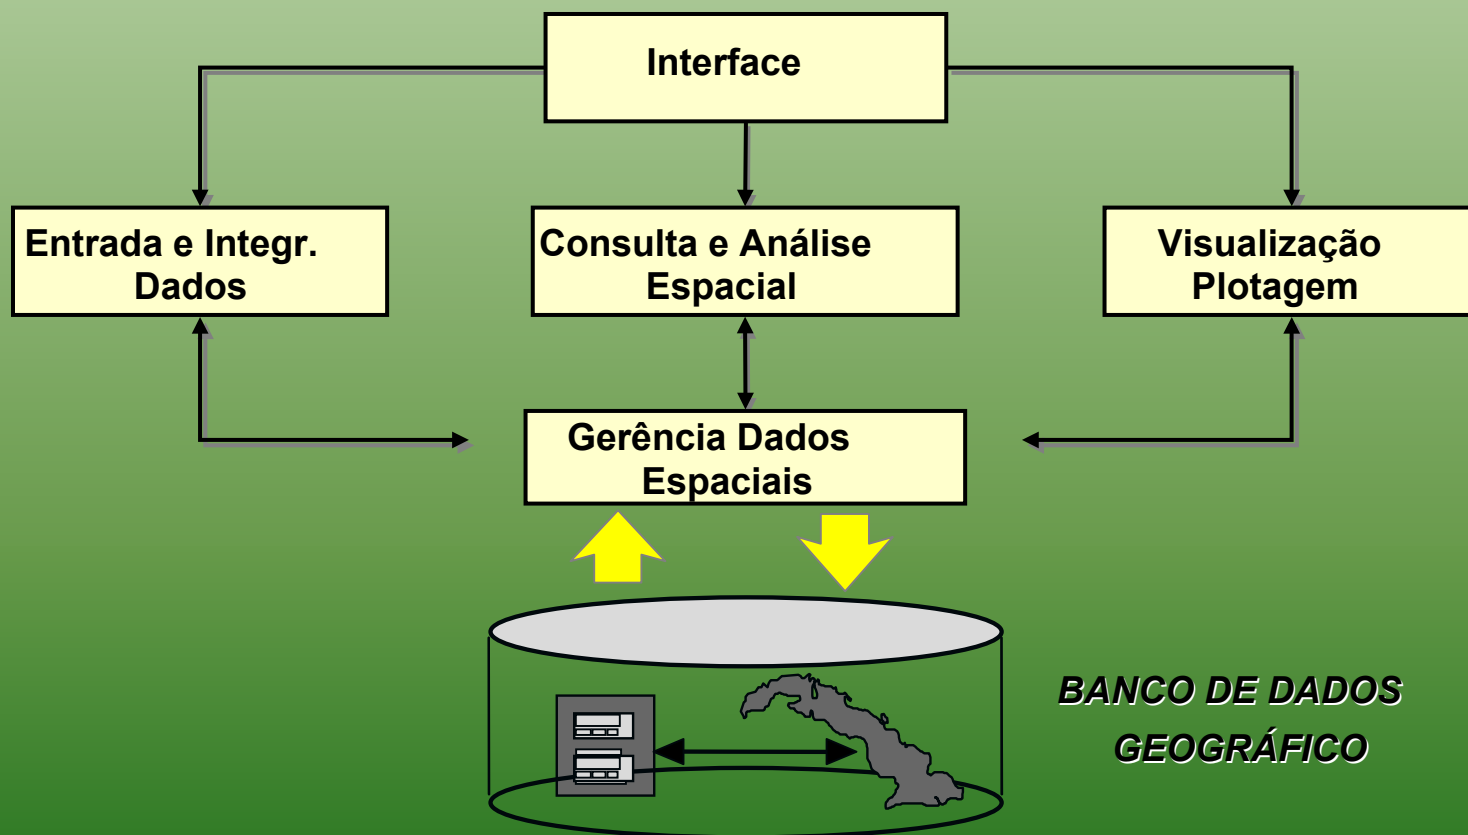 Interface
Entrada e Integr.
Dados
Consulta e Análise
Espacial
Visualização
Plotagem
Gerência Dados
Espaciais
BANCO DE DADOS
GEOGRÁFICO